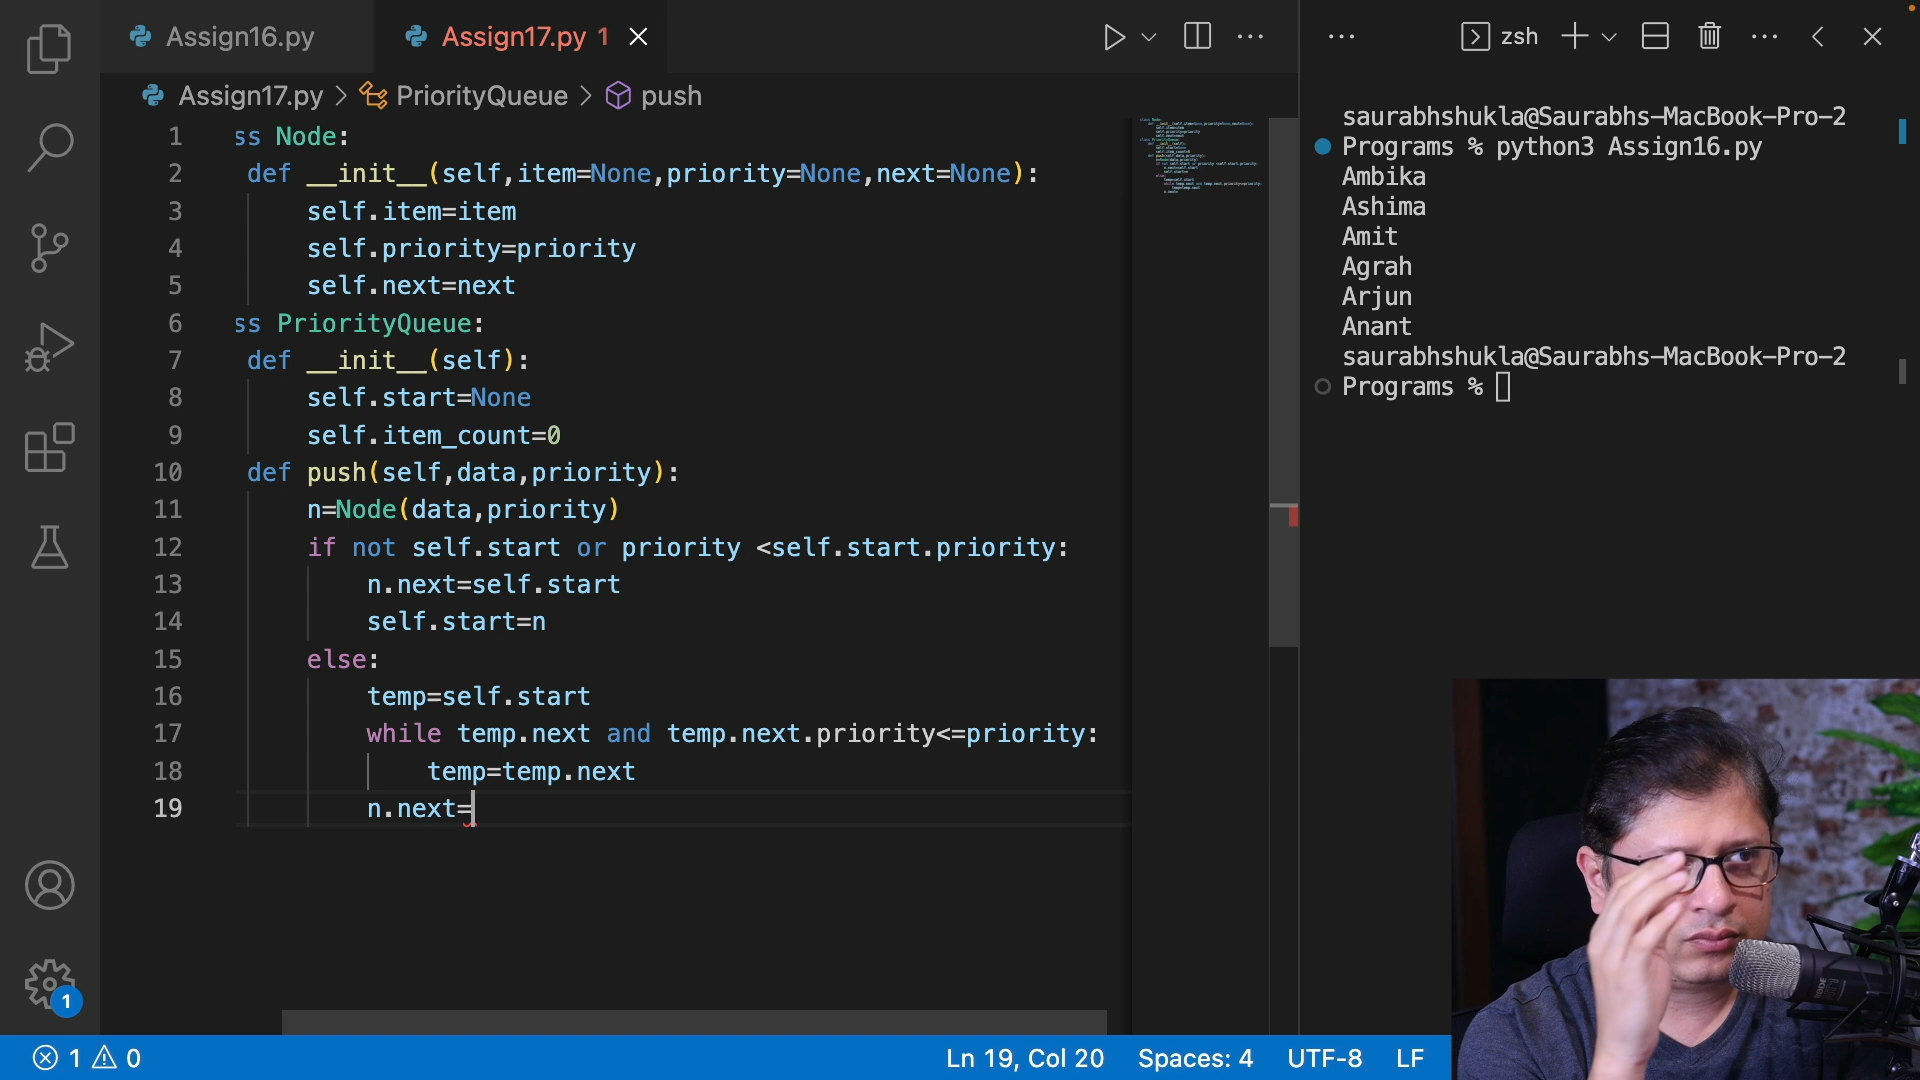 Assign16.py
Assign17.py 1
zsh
Assign17.py > PriorityQueue > push
1 ss Node:
2 def __init__(self,item=None,priority=None,next=None):
3 self.item=item
4 self.priority=priority
5 self.next=next
6 ss PriorityQueue:
7 def __init__(self):
8 self.start=None
9 self.item_count=0
10 def push(self,data,priority):
11 n=Node(data,priority)
12 if not self.start or priority <self.start.priority:
13 n.next=self.start
14 self.start=n
15 else:
16 temp=self.start
17 while temp.next and temp.next.priority<=priority:
18 temp=temp.next
19 n.next=
saurabhshukla@Saurabhs-MacBook-Pro-2
Programs % python3 Assign16.py
Ambika
Ashima
Amit
Agrah
Arjun
Anant
saurabhshukla@Saurabhs-MacBook-Pro-2
Programs %
1
1 0
Ln 19, Col 20
Spaces: 4
UTF-8
LF